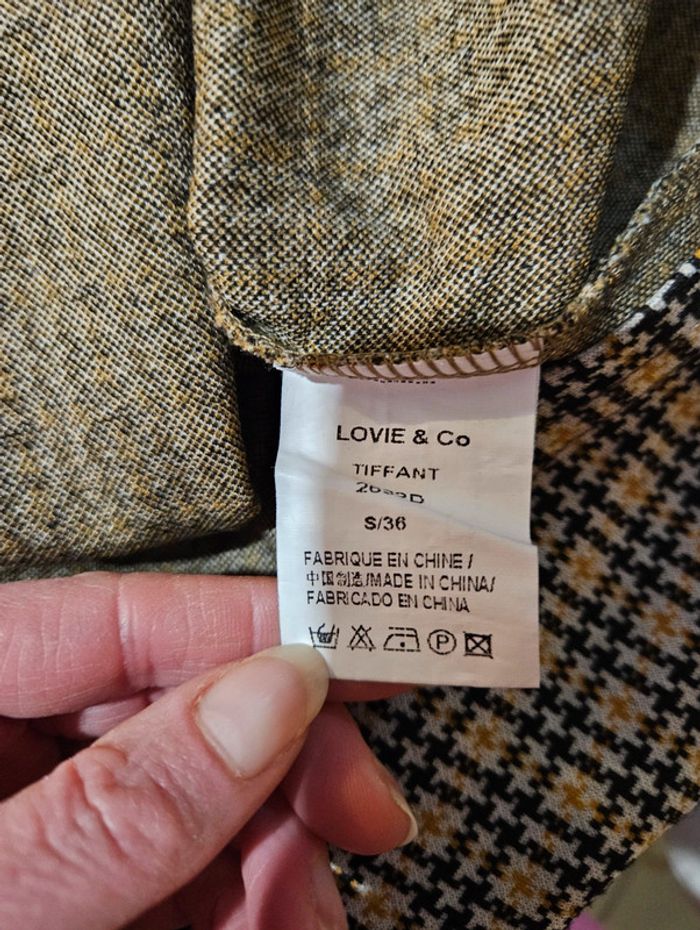 LOVIE & Co
TIFFANT
S/36
FABRIQUE EN CHINE /
中国制造/MADE IN CHINA/
FABRICADO EN CHINA
P